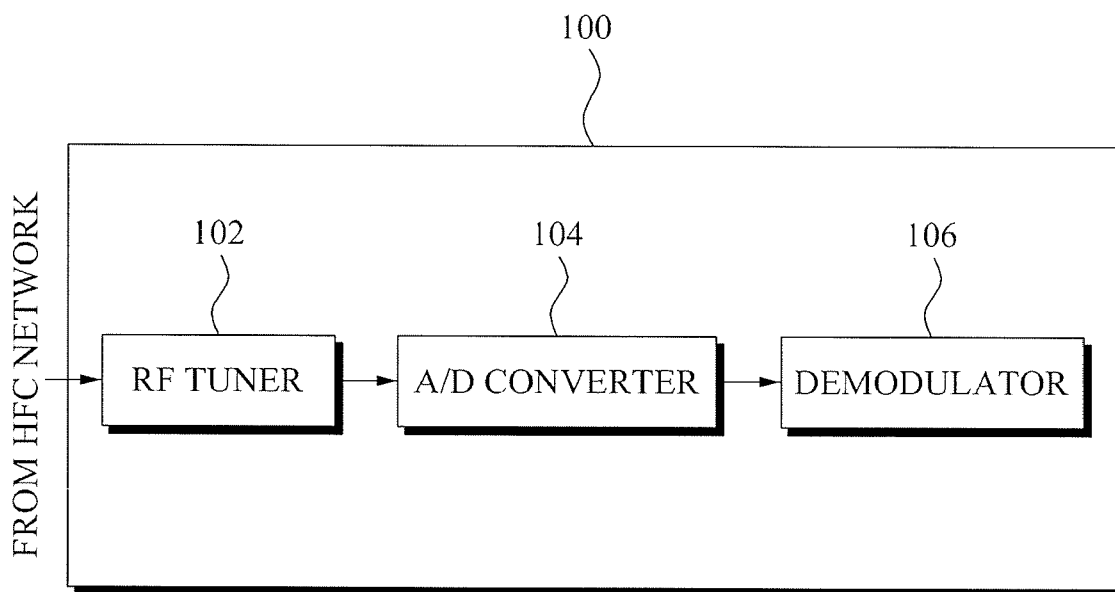 100
102
104
106
FROM HFC NETWORK
RF TUNER
A/D CONVERTER
DEMODULATOR